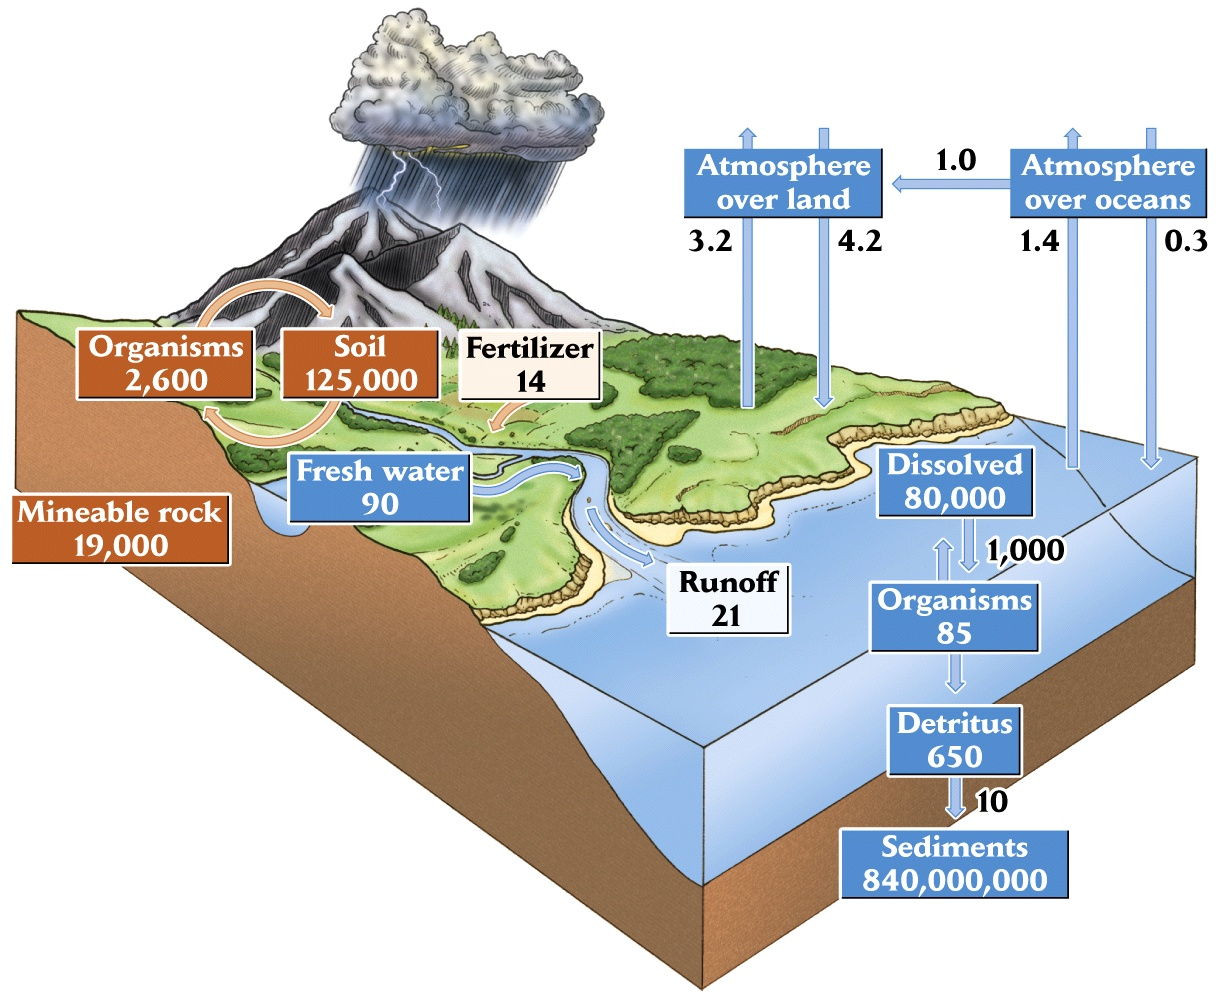 Atmosphere
over land
1.0
Atmosphere
over oceans
3.2
4.2
1.4
0.3
Organisms
2,600
Soil
125,000
Fertilizer
14
Fresh water
90
Mineable rock
19,000
Runoff
21
Dissolved
80,000
1,000
Organisms
85
Detritus
650
10
Sediments
840,000,000